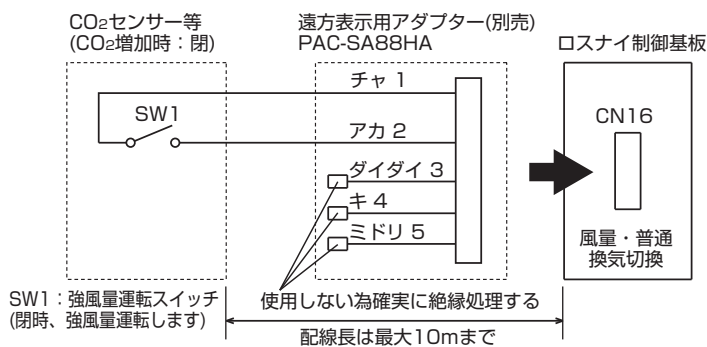 CO2センサー等
(CO2増加時：閉)
遠方表示用アダプター(別売)
PAC-SA88HA
ロスナイ制御基板
チャ 1
SW1
アカ 2
CN16
ダイダイ 3
キ 4
ミドリ 5
風量・普通
換気切換
SW1：強風量運転スイッチ
(閉時、強風量運転します)
使用しない為確実に絶縁処理する
配線長は最大10mまで